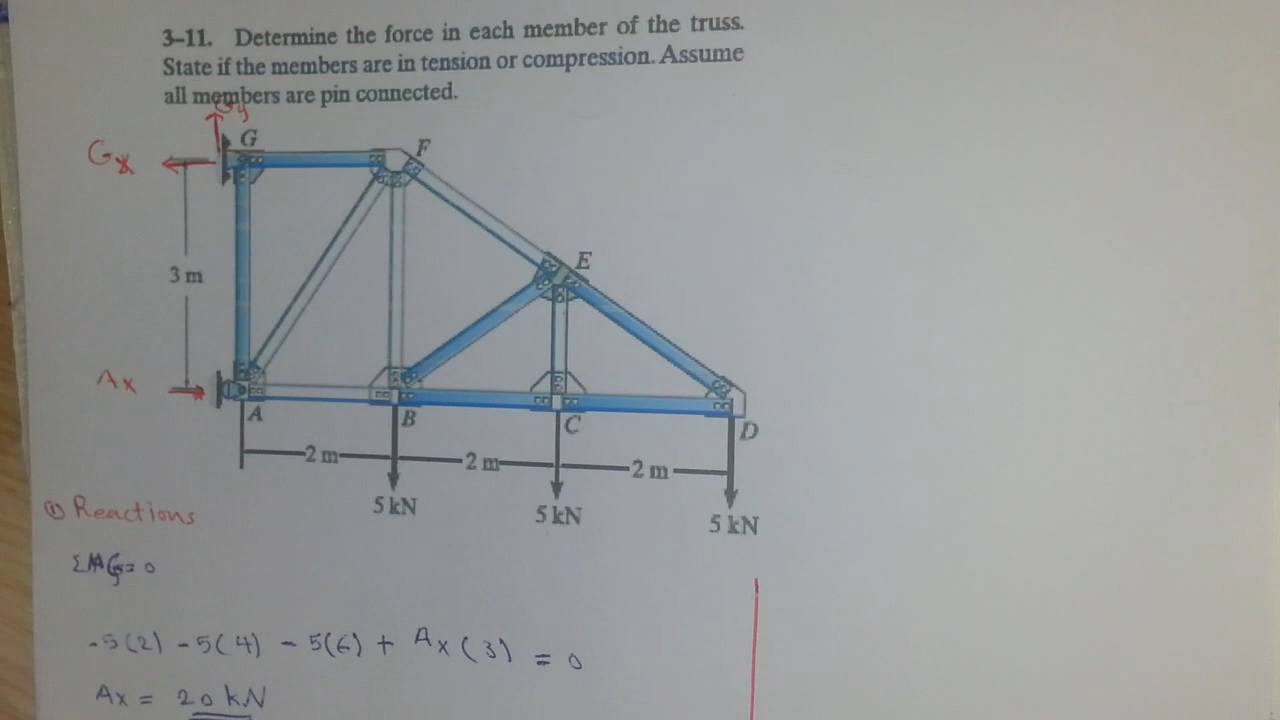 3–11. Determine the force in each member of the truss.
State if the members are in tension or compression. Assume
all members are pin connected.
Gy
G
F
Gx
E
3 m
Ax
A
B
C
D
2 m
2 m
2 m
5 kN
5 kN
5 kN
① Reactions
ΣMG = 0
-5(2) -5(4) - 5(6) + Ax(3) = 0
Ax = 20 kN